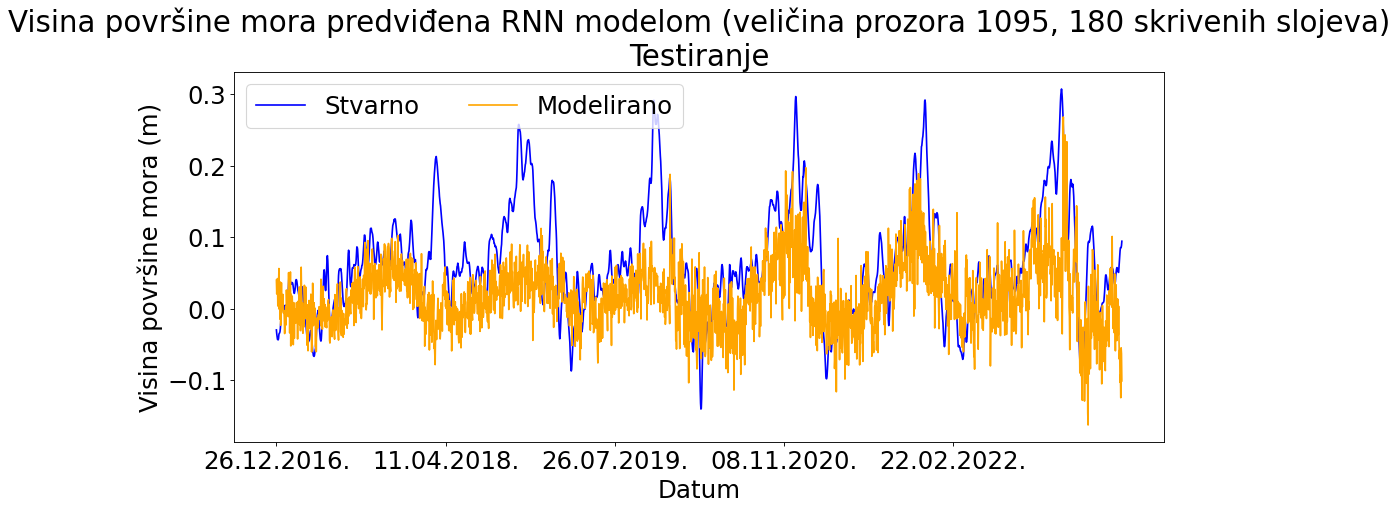 Visina površine mora predviđena RNN modelom (veličina prozora 1095, 180 skrivenih slojeva)
Testiranje
Stvarno
Modelirano
Visina površine mora (m)
0.3
0.2
0.1
0.0
−0.1
26.12.2016.
11.04.2018.
26.07.2019.
08.11.2020.
22.02.2022.
Datum